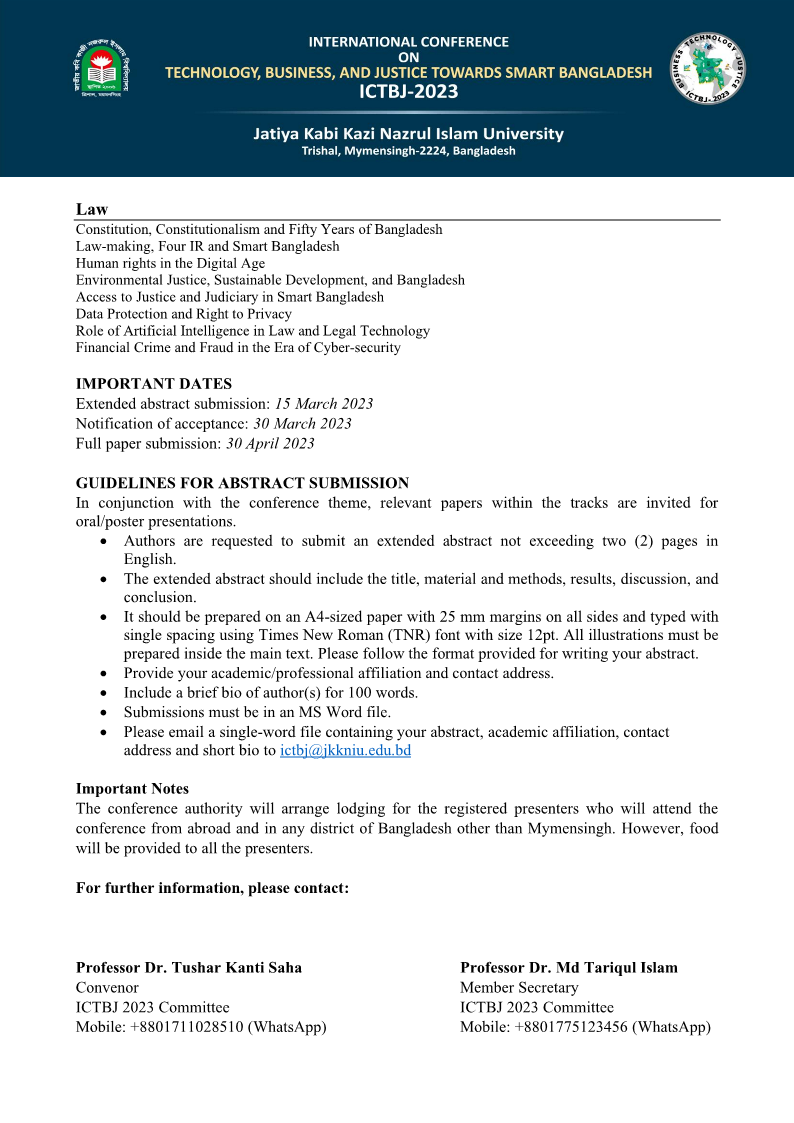 INTERNATIONAL CONFERENCE
ON
TECHNOLOGY, BUSINESS, AND JUSTICE TOWARDS SMART BANGLADESH
ICTBJ-2023
Jatiya Kabi Kazi Nazrul Islam University
Trishal, Mymensingh-2224, Bangladesh
জাতীয় কবি কাজী নজরুল ইসলাম বিশ্ববিদ্যালয়
ত্রিশাল, ময়মনসিংহ
BUSINESS TECHNOLOGY JUSTICE
ICTBJ-2023
Law
Constitution, Constitutionalism and Fifty Years of Bangladesh
Law-making, Four IR and Smart Bangladesh
Human rights in the Digital Age
Environmental Justice, Sustainable Development, and Bangladesh
Access to Justice and Judiciary in Smart Bangladesh
Data Protection and Right to Privacy
Role of Artificial Intelligence in Law and Legal Technology
Financial Crime and Fraud in the Era of Cyber-security
IMPORTANT DATES
Extended abstract submission: 15 March 2023
Notification of acceptance: 30 March 2023
Full paper submission: 30 April 2023
GUIDELINES FOR ABSTRACT SUBMISSION
In conjunction with the conference theme, relevant papers within the tracks are invited for
oral/poster presentations.
• Authors are requested to submit an extended abstract not exceeding two (2) pages in
English.
• The extended abstract should include the title, material and methods, results, discussion, and
conclusion.
• It should be prepared on an A4-sized paper with 25 mm margins on all sides and typed with
single spacing using Times New Roman (TNR) font with size 12pt. All illustrations must be
prepared inside the main text. Please follow the format provided for writing your abstract.
• Provide your academic/professional affiliation and contact address.
• Include a brief bio of author(s) for 100 words.
• Submissions must be in an MS Word file.
• Please email a single-word file containing your abstract, academic affiliation, contact
address and short bio to ictbj@jkkniu.edu.bd
Important Notes
The conference authority will arrange lodging for the registered presenters who will attend the
conference from abroad and in any district of Bangladesh other than Mymensingh. However, food
will be provided to all the presenters.
For further information, please contact:
Professor Dr. Tushar Kanti Saha
Convenor
ICTBJ 2023 Committee
Mobile: +8801711028510 (WhatsApp)
Professor Dr. Md Tariqul Islam
Member Secretary
ICTBJ 2023 Committee
Mobile: +8801775123456 (WhatsApp)